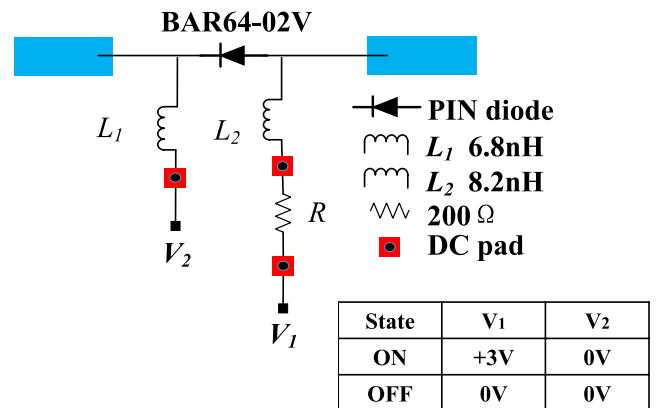 BAR64-02V
L1
L2
R
V2
V1
PIN diode
L1 6.8nH
L2 8.2nH
200 Ω
DC pad
State V1 V2
ON +3V 0V
OFF 0V 0V